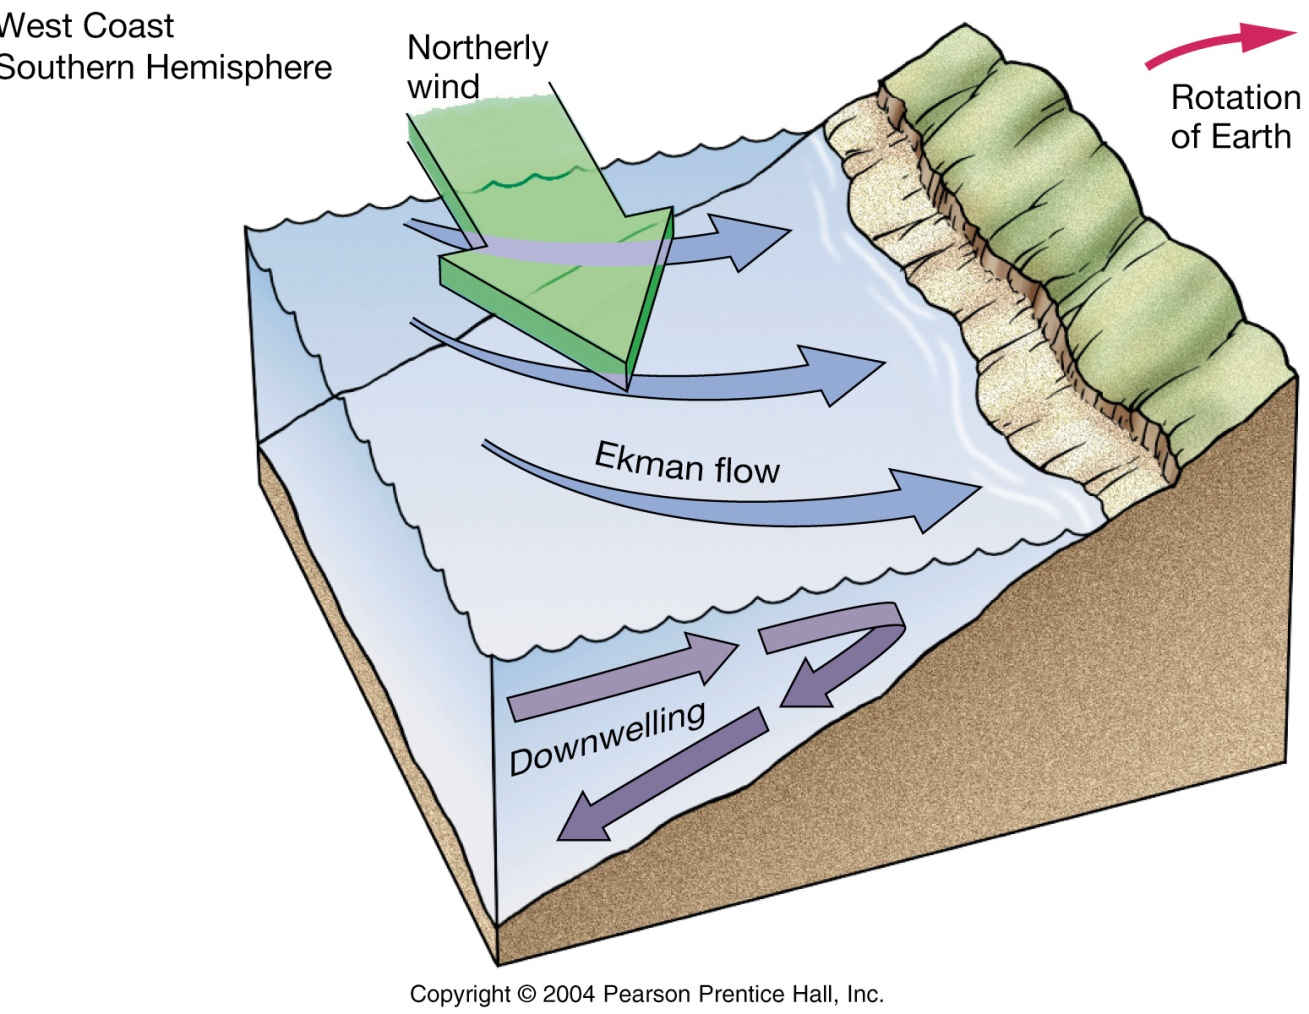 West Coast
Southern Hemisphere
Northerly
wind
Rotation
of Earth
Ekman flow
Downwelling
Copyright © 2004 Pearson Prentice Hall, Inc.